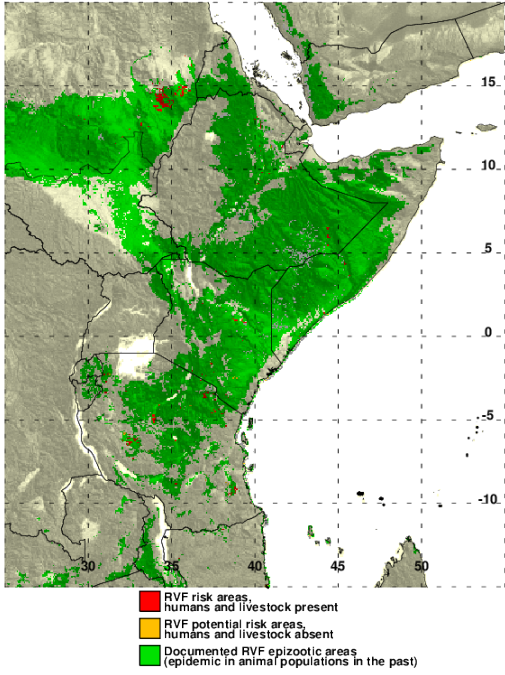 15
10
5
0
-5
-10
30 35 40 45 50
RVF risk areas,
humans and livestock present
RVF potential risk areas,
humans and livestock absent
Documented RVF epizootic areas
(epidemic in animal populations in the past)